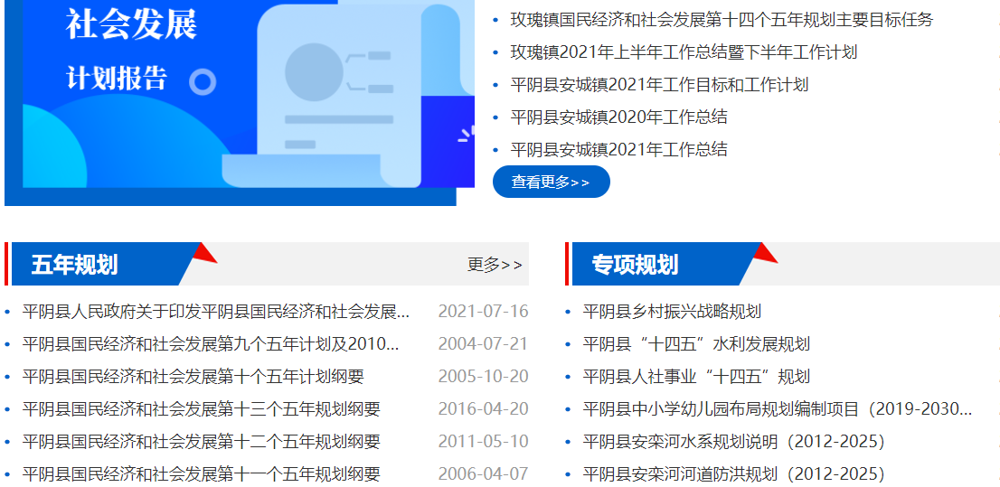 社会发展
计划报告
玫瑰镇国民经济和社会发展第十四个五年规划主要目标任务
玫瑰镇2021年上半年工作总结暨下半年工作计划
平阴县安城镇2021年工作目标和工作计划
平阴县安城镇2020年工作总结
平阴县安城镇2021年工作总结
查看更多>>
五年规划 更多>>
平阴县人民政府关于印发平阴县国民经济和社会发展... 2021-07-16
平阴县国民经济和社会发展第九个五年计划及2010... 2004-07-21
平阴县国民经济和社会发展第十个五年计划纲要 2005-10-20
平阴县国民经济和社会发展第十三个五年规划纲要 2016-04-20
平阴县国民经济和社会发展第十二个五年规划纲要 2011-05-10
平阴县国民经济和社会发展第十一个五年规划纲要 2006-04-07
专项规划
平阴县乡村振兴战略规划
平阴县“十四五”水利发展规划
平阴县人社事业“十四五”规划
平阴县中小学幼儿园布局规划编制项目（2019-2030...
平阴县安栾河水系规划说明（2012-2025）
平阴县安栾河河道防洪规划（2012-2025）